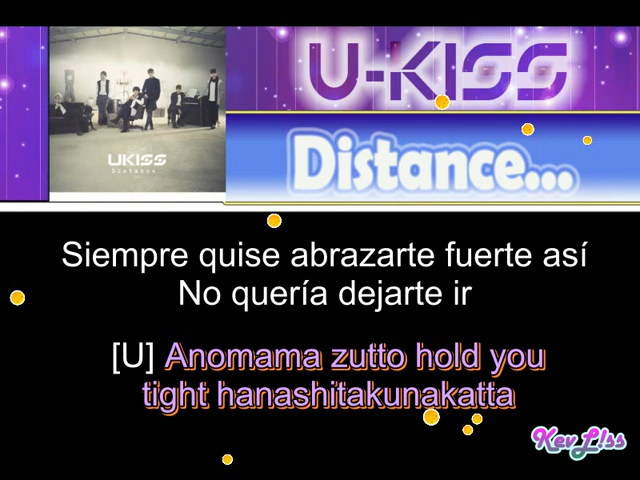 U-KISS
UKISS
Distance
Distance...
Siempre quise abrazarte fuerte así
No quería dejarte ir
[U] Anomama zutto hold you
tight hanashitakunakatta
KevL!ss